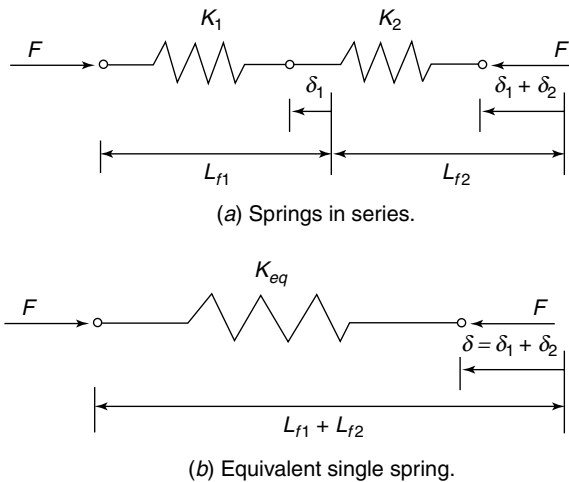 K1 K2
F F
δ1 δ1 + δ2
Lf1 Lf2
(a) Springs in series.
Keq
F F
δ = δ1 + δ2
Lf1 + Lf2
(b) Equivalent single spring.